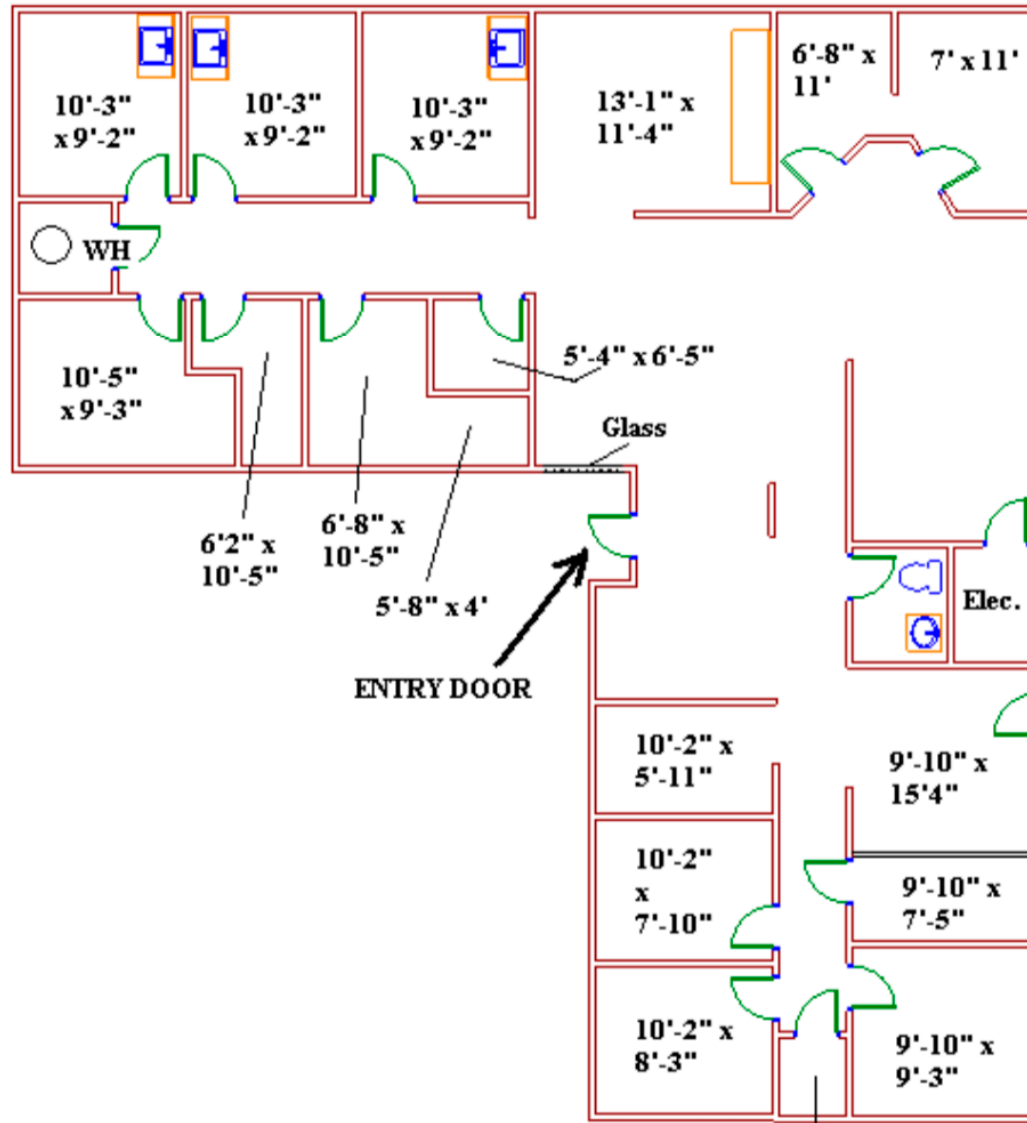 10'-3"
x 9'-2"
10'-3"
x 9'-2"
10'-3"
x 9'-2"
13'-1" x
11'-4"
6'-8" x
11'
7' x 11'
WH
10'-5"
x 9'-3"
5'-4" x 6'-5"
Glass
6'2" x
10'-5"
6'-8" x
10'-5"
5'-8" x 4'
ENTRY DOOR
Elec.
10'-2" x
5'-11"
9'-10" x
15'4"
10'-2"
x
7'-10"
9'-10" x
7'-5"
10'-2" x
8'-3"
9'-10" x
9'-3"